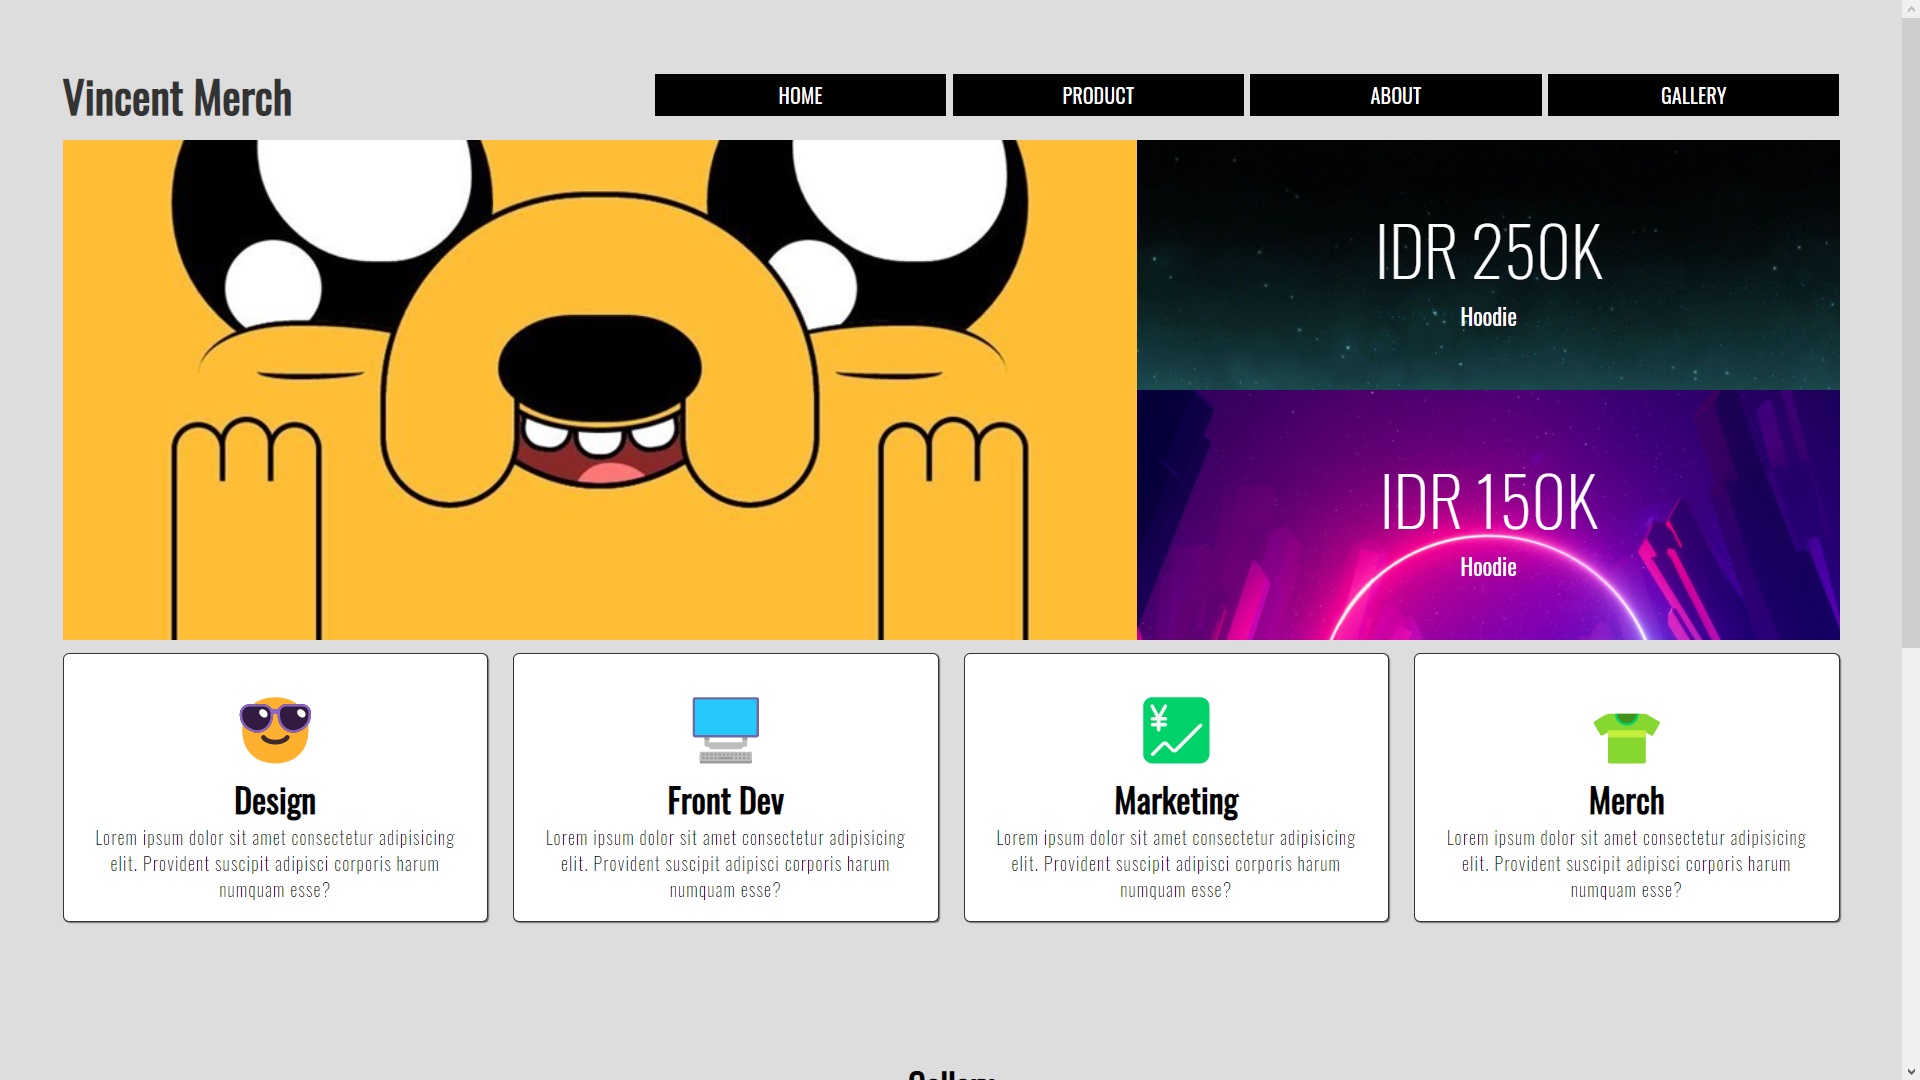 Vincent Merch
HOME
PRODUCT
ABOUT
GALLERY
IDR 250K
Hoodie
IDR 150K
Hoodie
Design
Lorem ipsum dolor sit amet consectetur adipisicing
elit. Provident suscipit adipisci corporis harum
numquam esse?
Front Dev
Lorem ipsum dolor sit amet consectetur adipisicing
elit. Provident suscipit adipisci corporis harum
numquam esse?
¥
Marketing
Lorem ipsum dolor sit amet consectetur adipisicing
elit. Provident suscipit adipisci corporis harum
numquam esse?
Merch
Lorem ipsum dolor sit amet consectetur adipisicing
elit. Provident suscipit adipisci corporis harum
numquam esse?
Gallery